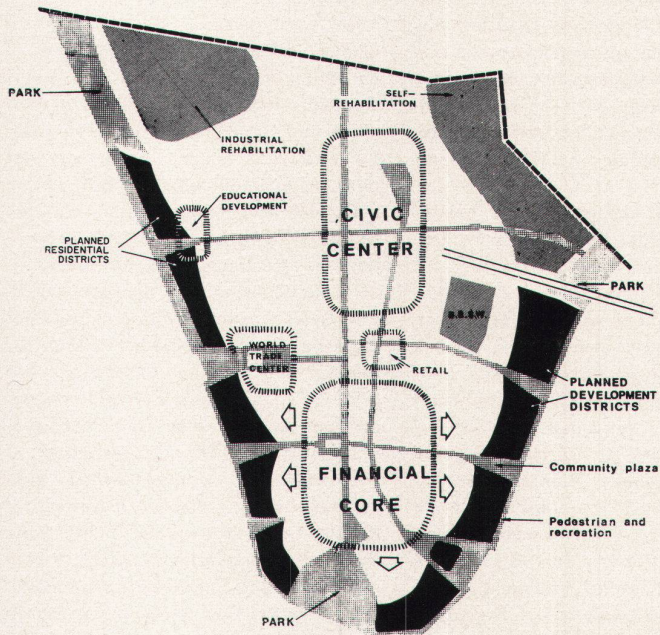 PARK
INDUSTRIAL
REHABILITATION
SELF-
REHABILITATION
EDUCATIONAL
DEVELOPMENT
CIVIC
CENTER
PLANNED
RESIDENTIAL
DISTRICTS
PARK
B.B.S.W.
WORLD
TRADE
CENTER
RETAIL
PLANNED
DEVELOPMENT
DISTRICTS
FINANCIAL
CORE
Community plaza
Pedestrian and
recreation
PARK